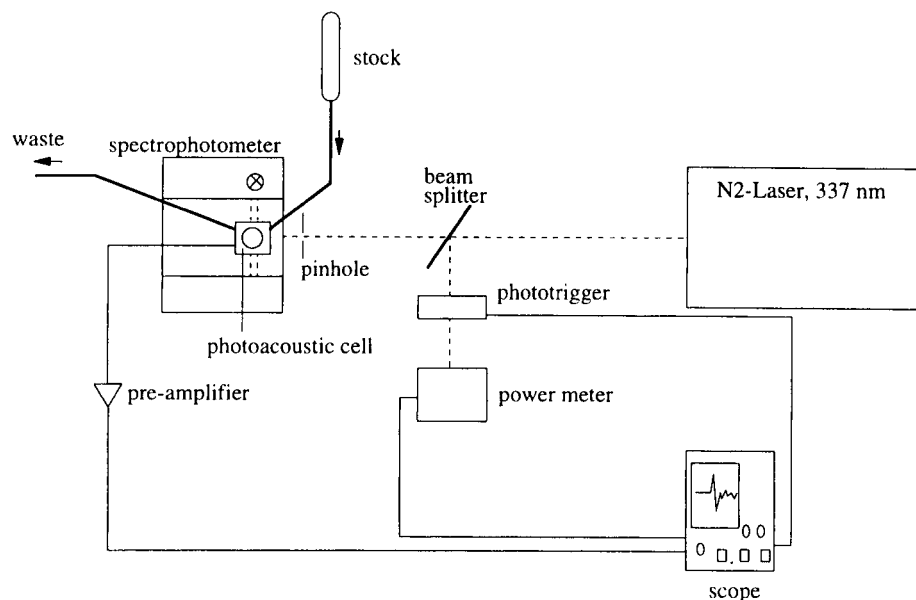 stock
waste
spectrophotometer
beam
splitter
N2-Laser, 337 nm
pinhole
phototrigger
photoacoustic cell
pre-amplifier
power meter
scope